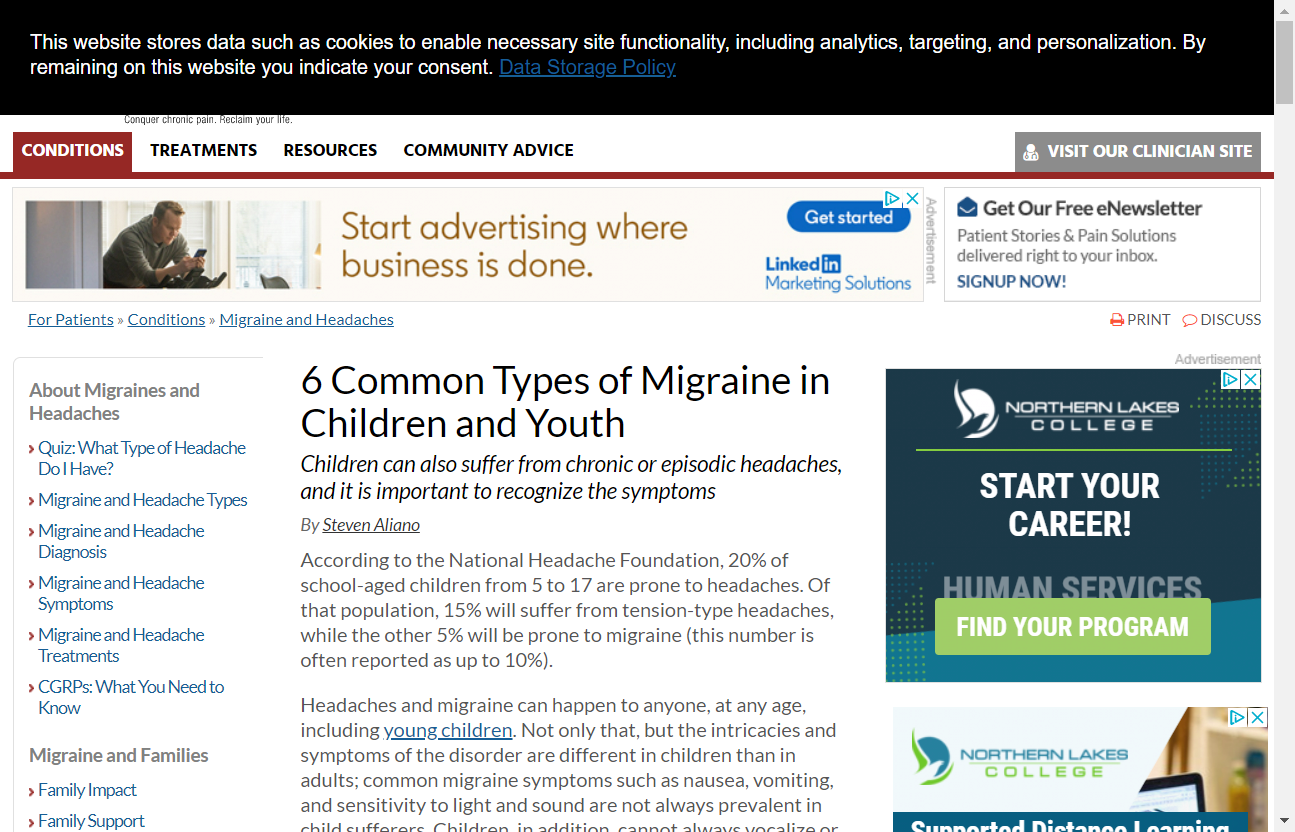 This website stores data such as cookies to enable necessary site functionality, including analytics, targeting, and personalization. By
remaining on this website you indicate your consent. Data Storage Policy
Conquer chronic pain. Reclaim your life.
CONDITIONS TREATMENTS RESOURCES COMMUNITY ADVICE VISIT OUR CLINICIAN SITE
Start advertising where
business is done.
Get started
Linked in
Marketing Solutions
Advertisement
Get Our Free eNewsletter
Patient Stories & Pain Solutions
delivered right to your inbox.
SIGNUP NOW!
For Patients » Conditions » Migraine and Headaches
PRINT DISCUSS
About Migraines and
Headaches
Quiz: What Type of Headache
Do I Have?
Migraine and Headache Types
Migraine and Headache
Diagnosis
Migraine and Headache
Symptoms
Migraine and Headache
Treatments
CGRPs: What You Need to
Know
Migraine and Families
Family Impact
Family Support
6 Common Types of Migraine in
Children and Youth
Children can also suffer from chronic or episodic headaches,
and it is important to recognize the symptoms
By Steven Aliano
According to the National Headache Foundation, 20% of
school-aged children from 5 to 17 are prone to headaches. Of
that population, 15% will suffer from tension-type headaches,
while the other 5% will be prone to migraine (this number is
often reported as up to 10%).
Headaches and migraine can happen to anyone, at any age,
including young children. Not only that, but the intricacies and
symptoms of the disorder are different in children than in
adults; common migraine symptoms such as nausea, vomiting,
and sensitivity to light and sound are not always prevalent in
child sufferers. Children, in addition, cannot always vocalize or
Advertisement
NORTHERN LAKES
COLLEGE
START YOUR
CAREER!
HUMAN SERVICES
FIND YOUR PROGRAM
NORTHERN LAKES
COLLEGE
Supported Distance Learning